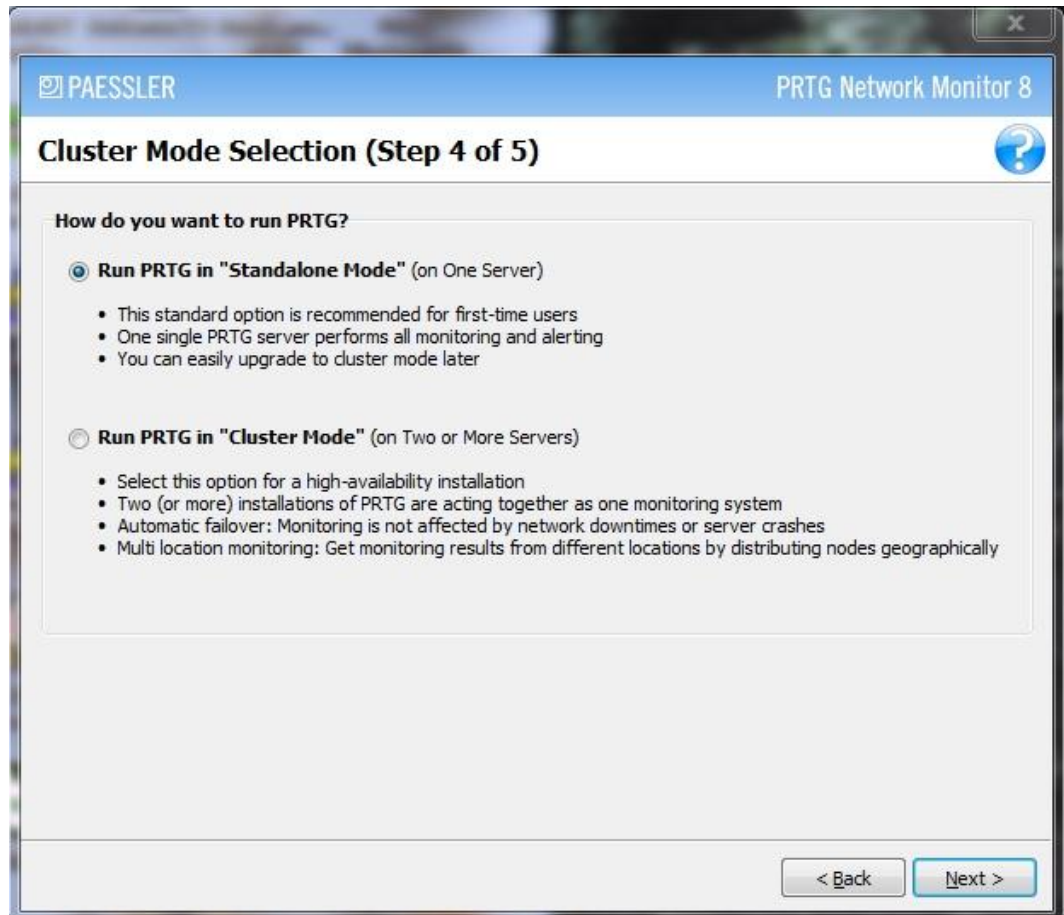 X
PAESSLER
PRTG Network Monitor 8
Cluster Mode Selection (Step 4 of 5)
?
How do you want to run PRTG?
Run PRTG in "Standalone Mode" (on One Server)
• This standard option is recommended for first-time users
• One single PRTG server performs all monitoring and alerting
• You can easily upgrade to cluster mode later
Run PRTG in "Cluster Mode" (on Two or More Servers)
• Select this option for a high-availability installation
• Two (or more) installations of PRTG are acting together as one monitoring system
• Automatic failover: Monitoring is not affected by network downtimes or server crashes
• Multi location monitoring: Get monitoring results from different locations by distributing nodes geographically
< Back
Next >